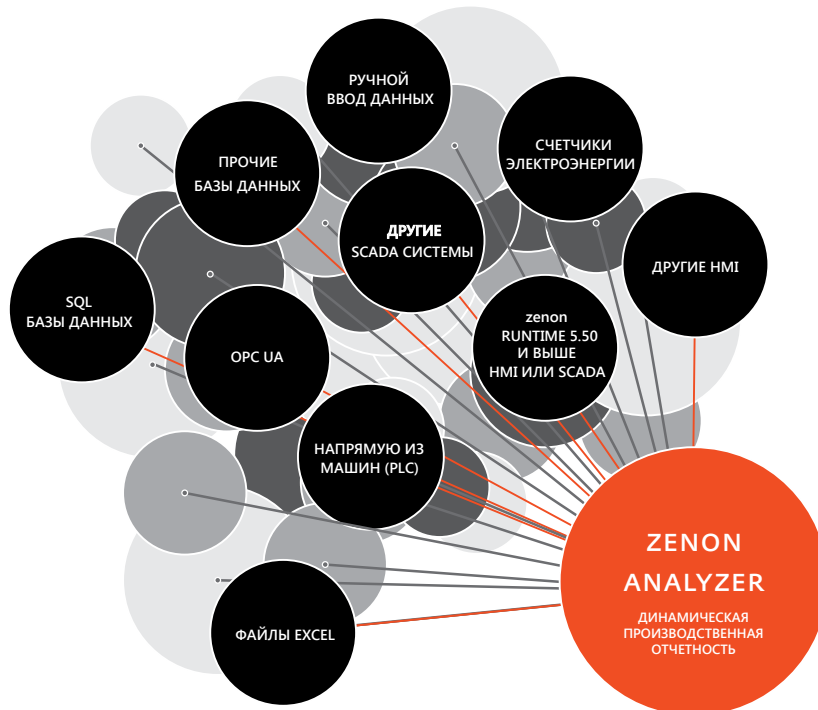 РУЧНОЙ
ВВОД ДАННЫХ
СЧЕТЧИКИ
ЭЛЕКТРОЭНЕРГИИ
ПРОЧИЕ
БАЗЫ ДАННЫХ
ДРУГИЕ
SCADA СИСТЕМЫ
ДРУГИЕ HMI
SQL
БАЗЫ ДАННЫХ
zenon
RUNTIME 5.50
И ВЫШЕ
HMI ИЛИ SCADA
OPC UA
НАПРЯМУЮ ИЗ
МАШИН (PLC)
ФАЙЛЫ EXCEL
ZENON
ANALYZER
ДИНАМИЧЕСКАЯ
ПРОИЗВОДСТВЕННАЯ
ОТЧЕТНОСТЬ